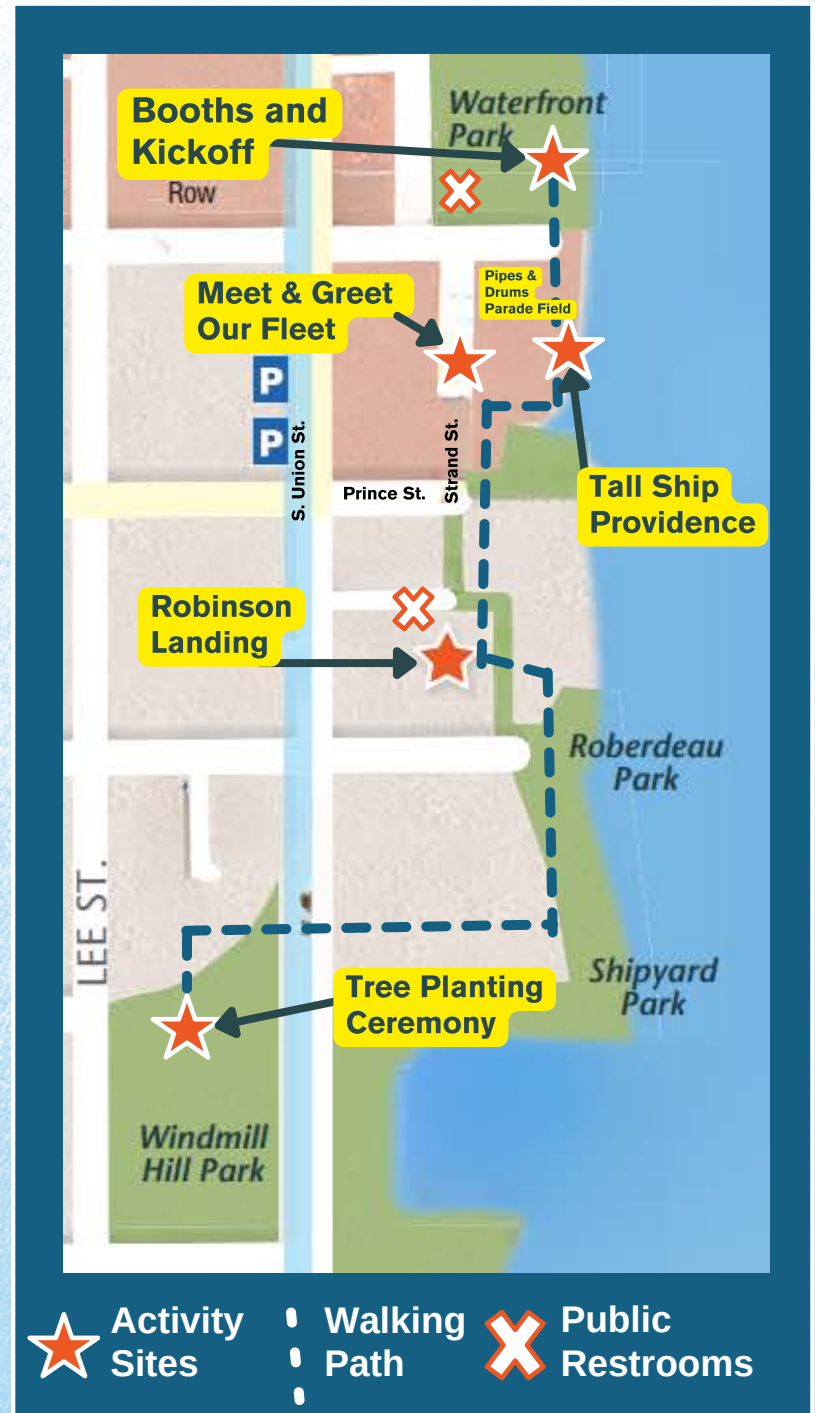 Waterfront
Park
Booths and
Kickoff
Row
Pipes &
Drums
Parade Field
Meet & Greet
Our Fleet
P
P
S. Union St.
Strand St.
Prince St.
Tall Ship
Providence
Robinson
Landing
Roberdeau
Park
LEE ST.
Shipyard
Park
Tree Planting
Ceremony
Windmill
Hill Park
Activity
Sites
Walking
Path
Public
Restrooms